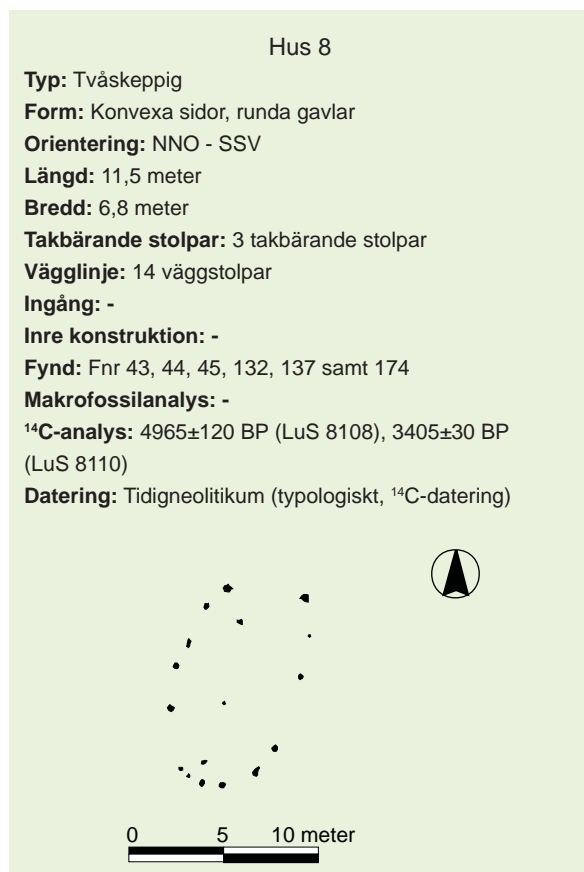 Hus 8
Typ: Tvåskeppig
Form: Konvexa sidor, runda gavlar
Orientering: NNO - SSV
Längd: 11,5 meter
Bredd: 6,8 meter
Takbärande stolpar: 3 takbärande stolpar
Vägglinje: 14 väggstolpar
Ingång: -
Inre konstruktion: -
Fynd: Fnr 43, 44, 45, 132, 137 samt 174
Makrofossilanalys: -
¹⁴C-analys: 4965±120 BP (LuS 8108), 3405±30 BP
(LuS 8110)
Datering: Tidigneolitikum (typologiskt, ¹⁴C-datering)
0 5 10 meter